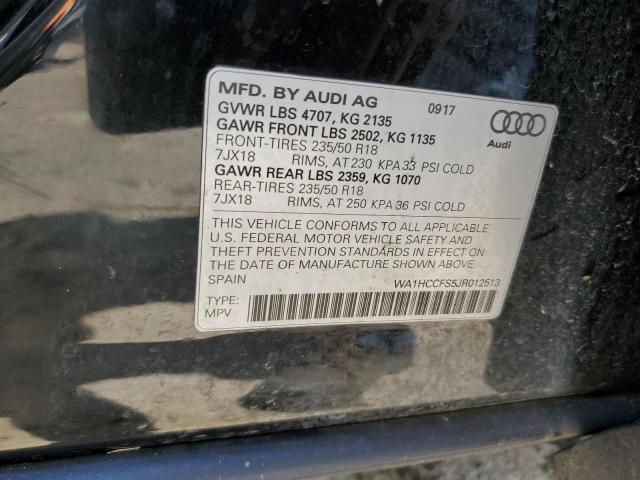 MFD. BY AUDI AG 0917
GVWR LBS 4707, KG 2135
GAWR FRONT LBS 2502, KG 1135
FRONT-TIRES 235/50 R18
7JX18 RIMS, AT 230 KPA 33 PSI COLD
GAWR REAR LBS 2359, KG 1070
REAR-TIRES 235/50 R18
7JX18 RIMS, AT 250 KPA 36 PSI COLD
Audi
THIS VEHICLE CONFORMS TO ALL APPLICABLE
U.S. FEDERAL MOTOR VEHICLE SAFETY AND
THEFT PREVENTION STANDARDS IN EFFECT ON
THE DATE OF MANUFACTURE SHOWN ABOVE.
SPAIN
WA1HCCFS5JR012513
TYPE:
MPV